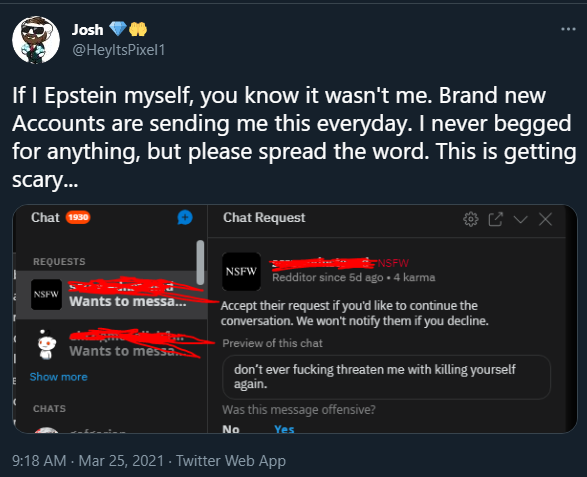 Josh 💎🤲
@HeyItsPixel1
If I Epstein myself, you know it wasn't me. Brand new
Accounts are sending me this everyday. I never begged
for anything, but please spread the word. This is getting
scary...
Chat 1930
REQUESTS
NSFW
Wants to messa...
Wants to messa...
Show more
CHATS
Chat Request
NSFW
NSFW
Redditor since 5d ago • 4 karma
Accept their request if you'd like to continue the
conversation. We won't notify them if you decline.
Preview of this chat
don't ever fucking threaten me with killing yourself
again.
Was this message offensive?
No Yes
9:18 AM · Mar 25, 2021 · Twitter Web App